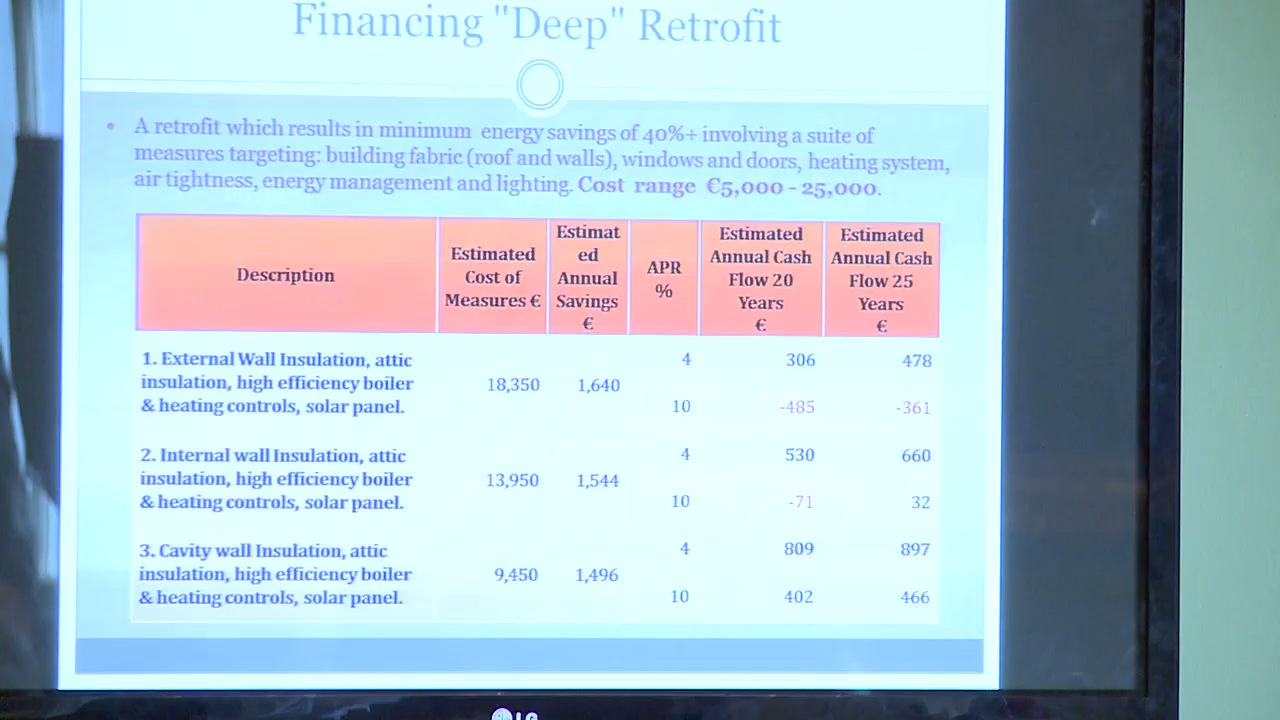 Financing "Deep" Retrofit
• A retrofit which results in minimum energy savings of 40%+ involving a suite of
measures targeting: building fabric (roof and walls), windows and doors, heating system,
air tightness, energy management and lighting. Cost range €5,000 - 25,000.
Description
Estimated
Cost of
Measures €
Estimat
ed
Annual
Savings
€
APR
%
Estimated
Annual Cash
Flow 20
Years
€
Estimated
Annual Cash
Flow 25
Years
€
1. External Wall Insulation, attic
insulation, high efficiency boiler
& heating controls, solar panel.
18,350
1,640
4
306
478
10
-485
-361
2. Internal wall Insulation, attic
insulation, high efficiency boiler
& heating controls, solar panel.
13,950
1,544
4
530
660
10
-71
32
3. Cavity wall Insulation, attic
insulation, high efficiency boiler
& heating controls, solar panel.
9,450
1,496
4
809
897
10
402
466
LG